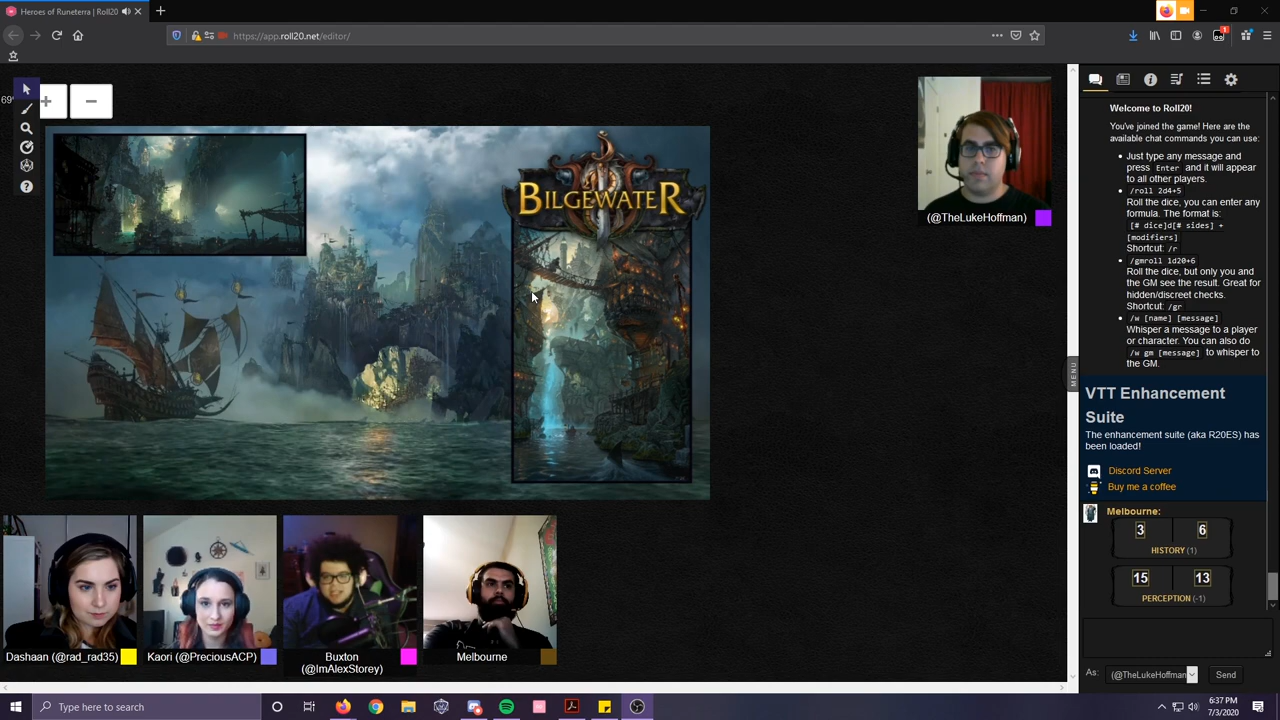 Heroes of Runeterra | Roll20
https://app.roll20.net/editor/
1
69
BILGEWATER
(@TheLukeHoffman)
Dashaan (@rad_rad35)
Kaori (@PreciousACP)
Buxton
(@ImAlexStorey)
Melbourne
MENU
Welcome to Roll20!
You've joined the game! Here are the
available chat commands you can use:
• Just type any message and
press Enter and it will appear
to all other players.
• /roll 2d4+5
Roll the dice, you can enter any
formula. The format is:
[# dice]d[# sides] +
[modifiers]
Shortcut: /r
• /gmroll 1d20+6
Roll the dice, but only you and
the GM see the result. Great for
hidden/discreet checks.
Shortcut: /gr
• /w [name] [message]
Whisper a message to a player
or character. You can also do
/w gm [message] to whisper to
the GM.
VTT Enhancement
Suite
The enhancement suite (aka R20ES) has
been loaded!
Discord Server
Buy me a coffee
Melbourne:
3 6
HISTORY (1)
15 13
PERCEPTION (-1)
As: (@TheLukeHoffman Send
Type here to search
6:37 PM
7/3/2020